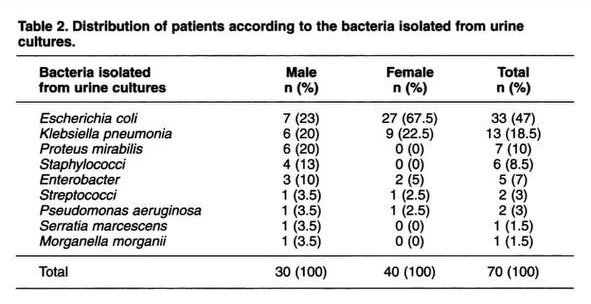 Table 2. Distribution of patients according to the bacteria isolated from urine
cultures.
Bacteria isolated Male Female Total
from urine cultures n (%) n (%) n (%)
Escherichia coli 7 (23) 27 (67.5) 33 (47)
Klebsiella pneumonia 6 (20) 9 (22.5) 13 (18.5)
Proteus mirabilis 6 (20) 0 (0) 7 (10)
Staphylococci 4 (13) 0 (0) 6 (8.5)
Enterobacter 3 (10) 2 (5) 5 (7)
Streptococci 1 (3.5) 1 (2.5) 2 (3)
Pseudomonas aeruginosa 1 (3.5) 1 (2.5) 2 (3)
Serratia marcescens 1 (3.5) 0 (0) 1 (1.5)
Morganella morganii 1 (3.5) 0 (0) 1 (1.5)
Total 30 (100) 40 (100) 70 (100)